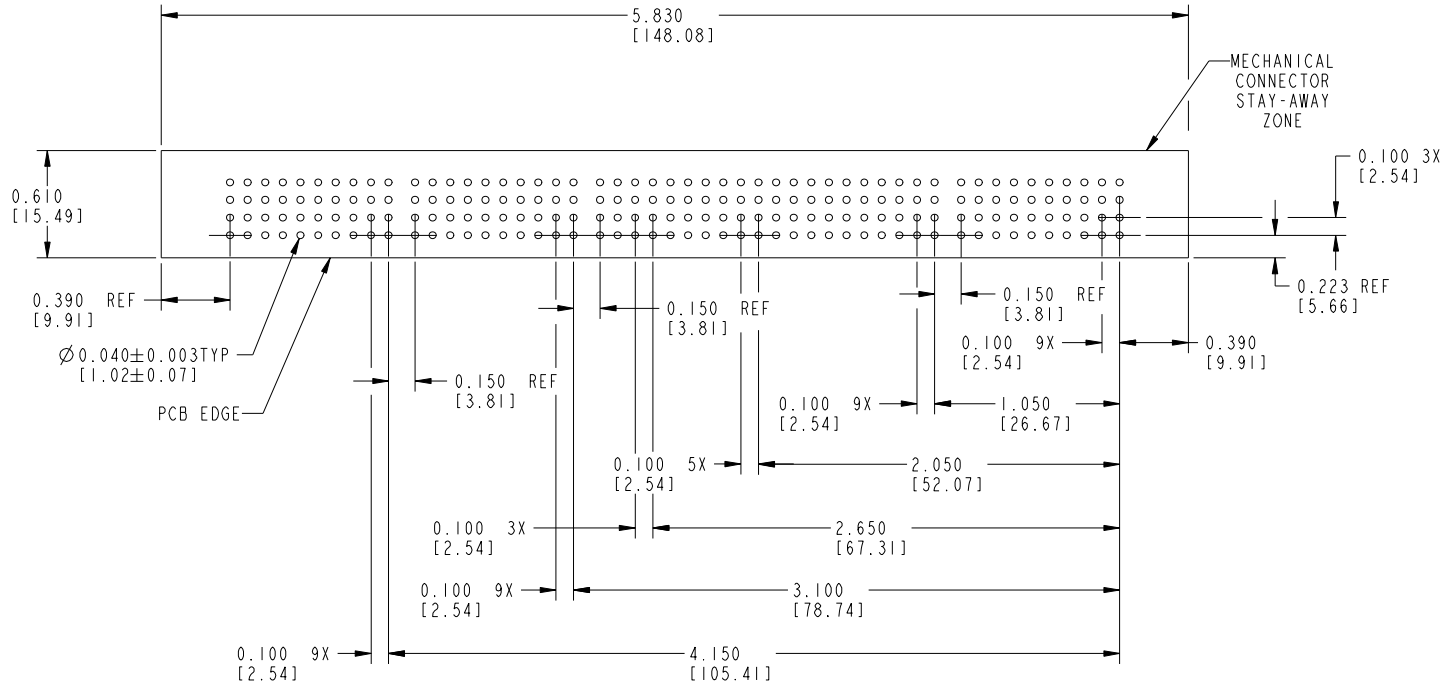 5.830
[148.08]
MECHANICAL
CONNECTOR
STAY-AWAY
ZONE
0.100 3X
[2.54]
0.610
[15.49]
0.390 REF
[9.91]
0.150 REF
[3.81]
0.150 REF
[3.81]
0.223 REF
[5.66]
Ø0.040±0.003TYP
[1.02±0.07]
0.100 9X
[2.54]
0.390
[9.91]
0.150 REF
[3.81]
PCB EDGE
0.100 9X
[2.54]
1.050
[26.67]
0.100 5X
[2.54]
2.050
[52.07]
0.100 3X
[2.54]
2.650
[67.31]
0.100 9X
[2.54]
3.100
[78.74]
0.100 9X
[2.54]
4.150
[105.41]